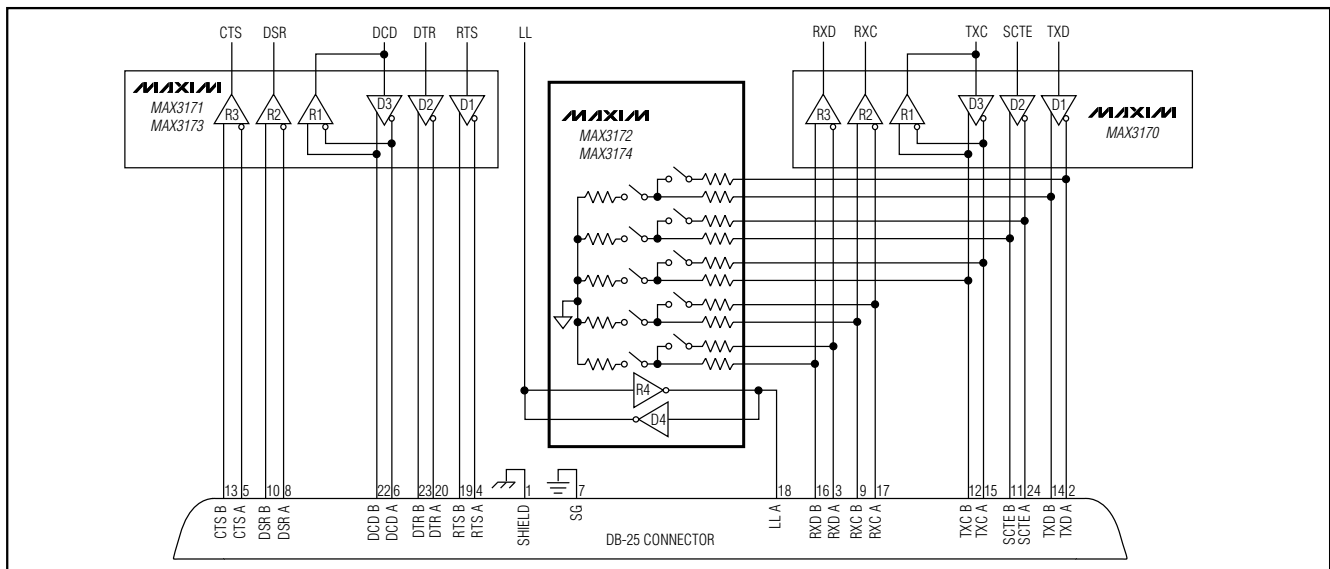 CTS DSR DCD DTR RTS LL RXD RXC TXC SCTE TXD
MAXIM
MAX3171
MAX3173
R3 R2 R1 D3 D2 D1
MAXIM
MAX3172
MAX3174
R4
D4
R3 R2 R1 D3 D2 D1
MAXIM
MAX3170
13 5 10 8 22 6 23 20 19 4 1 7 18 16 3 9 17 12 15 11 24 14 2
CTS B
CTS A
DSR B
DSR A
DCD B
DCD A
DTR B
DTR A
RTS B
RTS A
SHIELD
SG
LL A
RXD B
RXD A
RXC B
RXC A
TXC B
TXC A
SCTE B
SCTE A
TXD B
TXD A
DB-25 CONNECTOR